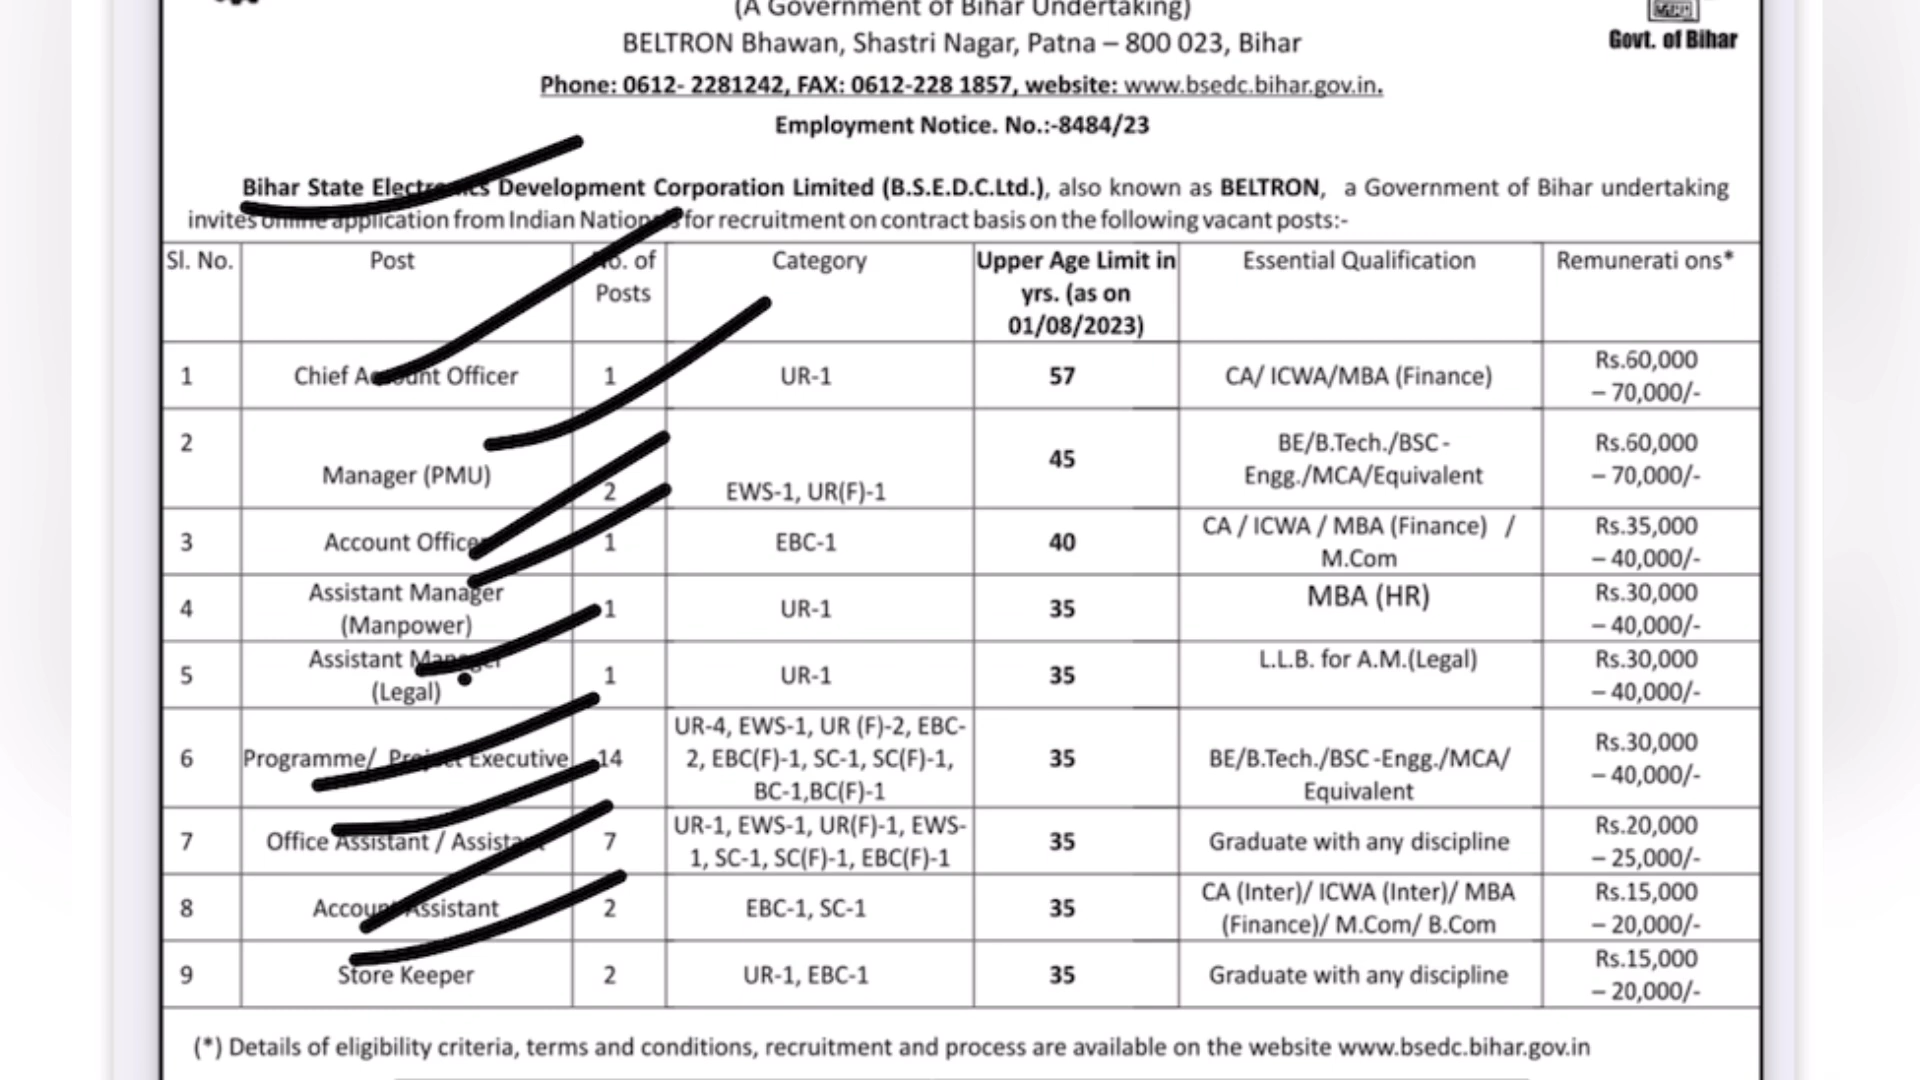 (A Government of Bihar Undertaking)
BELTRON Bhawan, Shastri Nagar, Patna – 800 023, Bihar
Govt. of Bihar
Phone: 0612- 2281242, FAX: 0612-228 1857, website: www.bsedc.bihar.gov.in.
Employment Notice. No.:-8484/23
Bihar State Electronics Development Corporation Limited (B.S.E.D.C.Ltd.), also known as BELTRON, a Government of Bihar undertaking
invites online application from Indian Nationals for recruitment on contract basis on the following vacant posts:-
Sl. No. Post No. of Posts Category Upper Age Limit in yrs. (as on 01/08/2023) Essential Qualification Remunerati ons*
1 Chief Account Officer 1 UR-1 57 CA/ ICWA/MBA (Finance) Rs.60,000 – 70,000/-
2 Manager (PMU) 2 EWS-1, UR(F)-1 45 BE/B.Tech./BSC - Engg./MCA/Equivalent Rs.60,000 – 70,000/-
3 Account Officer 1 EBC-1 40 CA / ICWA / MBA (Finance) / M.Com Rs.35,000 – 40,000/-
4 Assistant Manager (Manpower) 1 UR-1 35 MBA (HR) Rs.30,000 – 40,000/-
5 Assistant Manager (Legal) 1 UR-1 35 L.L.B. for A.M.(Legal) Rs.30,000 – 40,000/-
6 Programme/ Project Executive 14 UR-4, EWS-1, UR (F)-2, EBC-2, EBC(F)-1, SC-1, SC(F)-1, BC-1,BC(F)-1 35 BE/B.Tech./BSC -Engg./MCA/ Equivalent Rs.30,000 – 40,000/-
7 Office Assistant / Assistant 7 UR-1, EWS-1, UR(F)-1, EWS-1, SC-1, SC(F)-1, EBC(F)-1 35 Graduate with any discipline Rs.20,000 – 25,000/-
8 Account Assistant 2 EBC-1, SC-1 35 CA (Inter)/ ICWA (Inter)/ MBA (Finance)/ M.Com/ B.Com Rs.15,000 – 20,000/-
9 Store Keeper 2 UR-1, EBC-1 35 Graduate with any discipline Rs.15,000 – 20,000/-
(*) Details of eligibility criteria, terms and conditions, recruitment and process are available on the website www.bsedc.bihar.gov.in